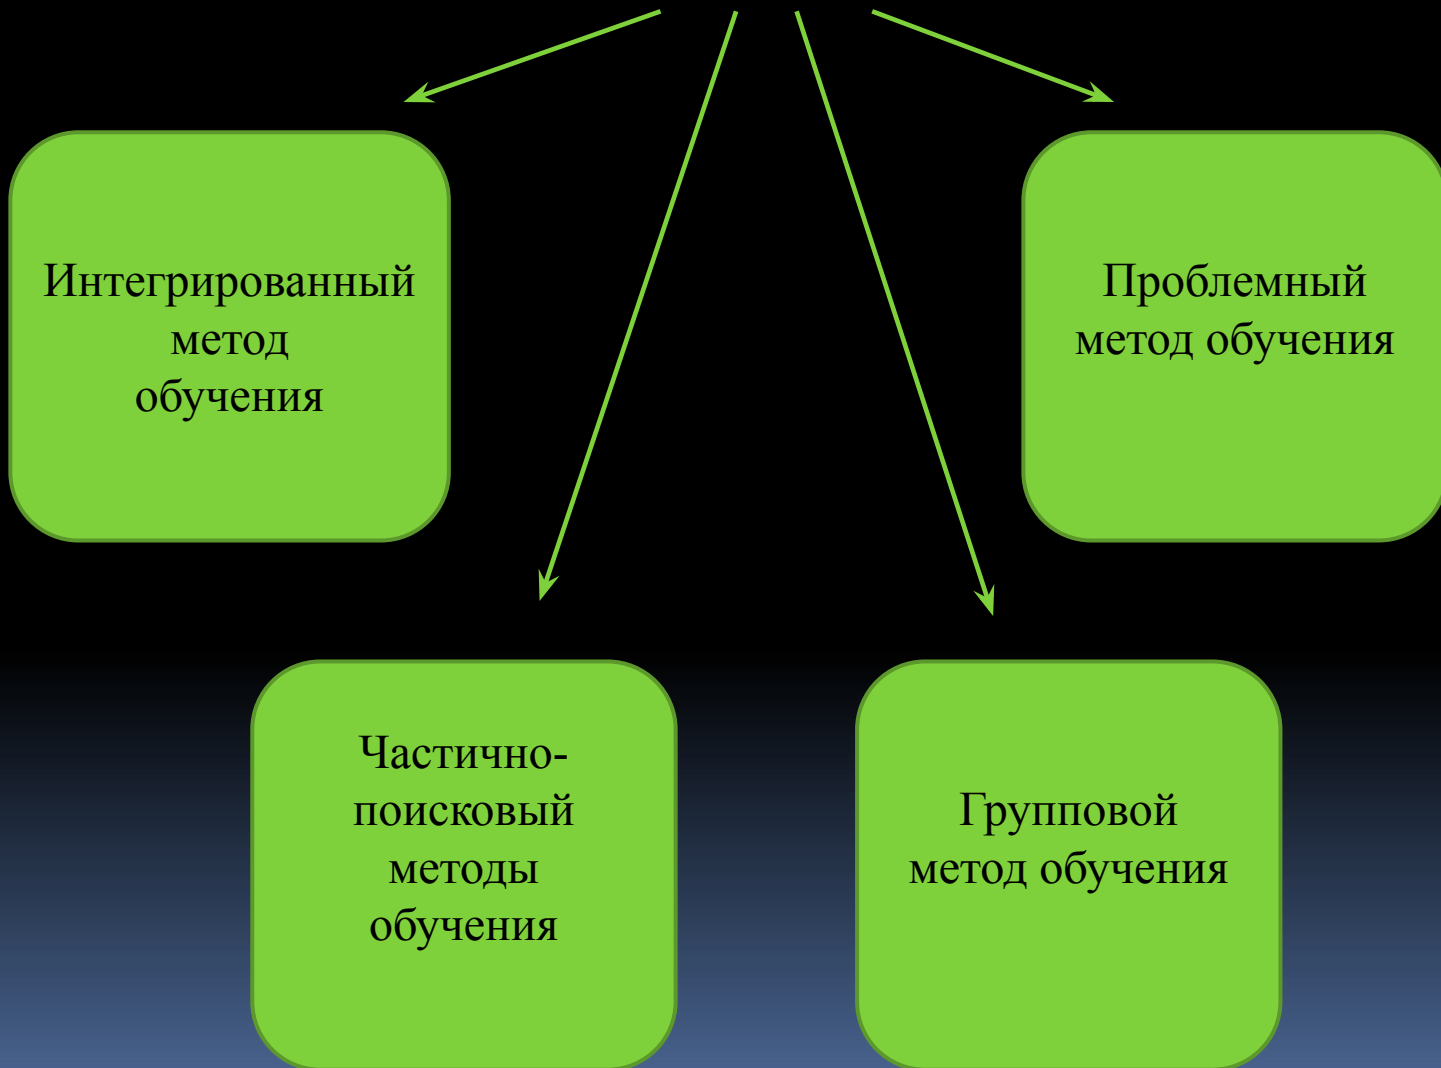 Интегрированный
метод
обучения
Проблемный
метод обучения
Частично-
поисковый
методы
обучения
Групповой
метод обучения